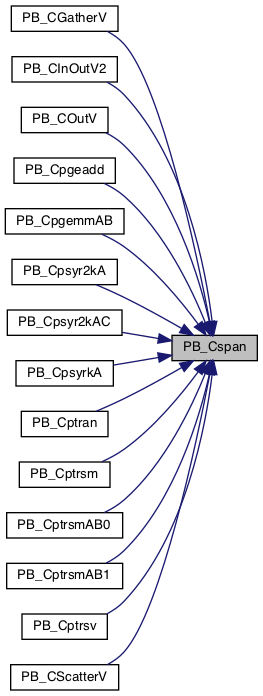 PB_CGatherV
PB_CInOutV2
PB_COutV
PB_Cpgeadd
PB_CpgemmAB
PB_Cpsyr2kA
PB_Cpsyr2kAC
PB_Cspan
PB_CpsyrkA
PB_Cptran
PB_Cptrsm
PB_CptrsmAB0
PB_CptrsmAB1
PB_Cptrsv
PB_CScatterV